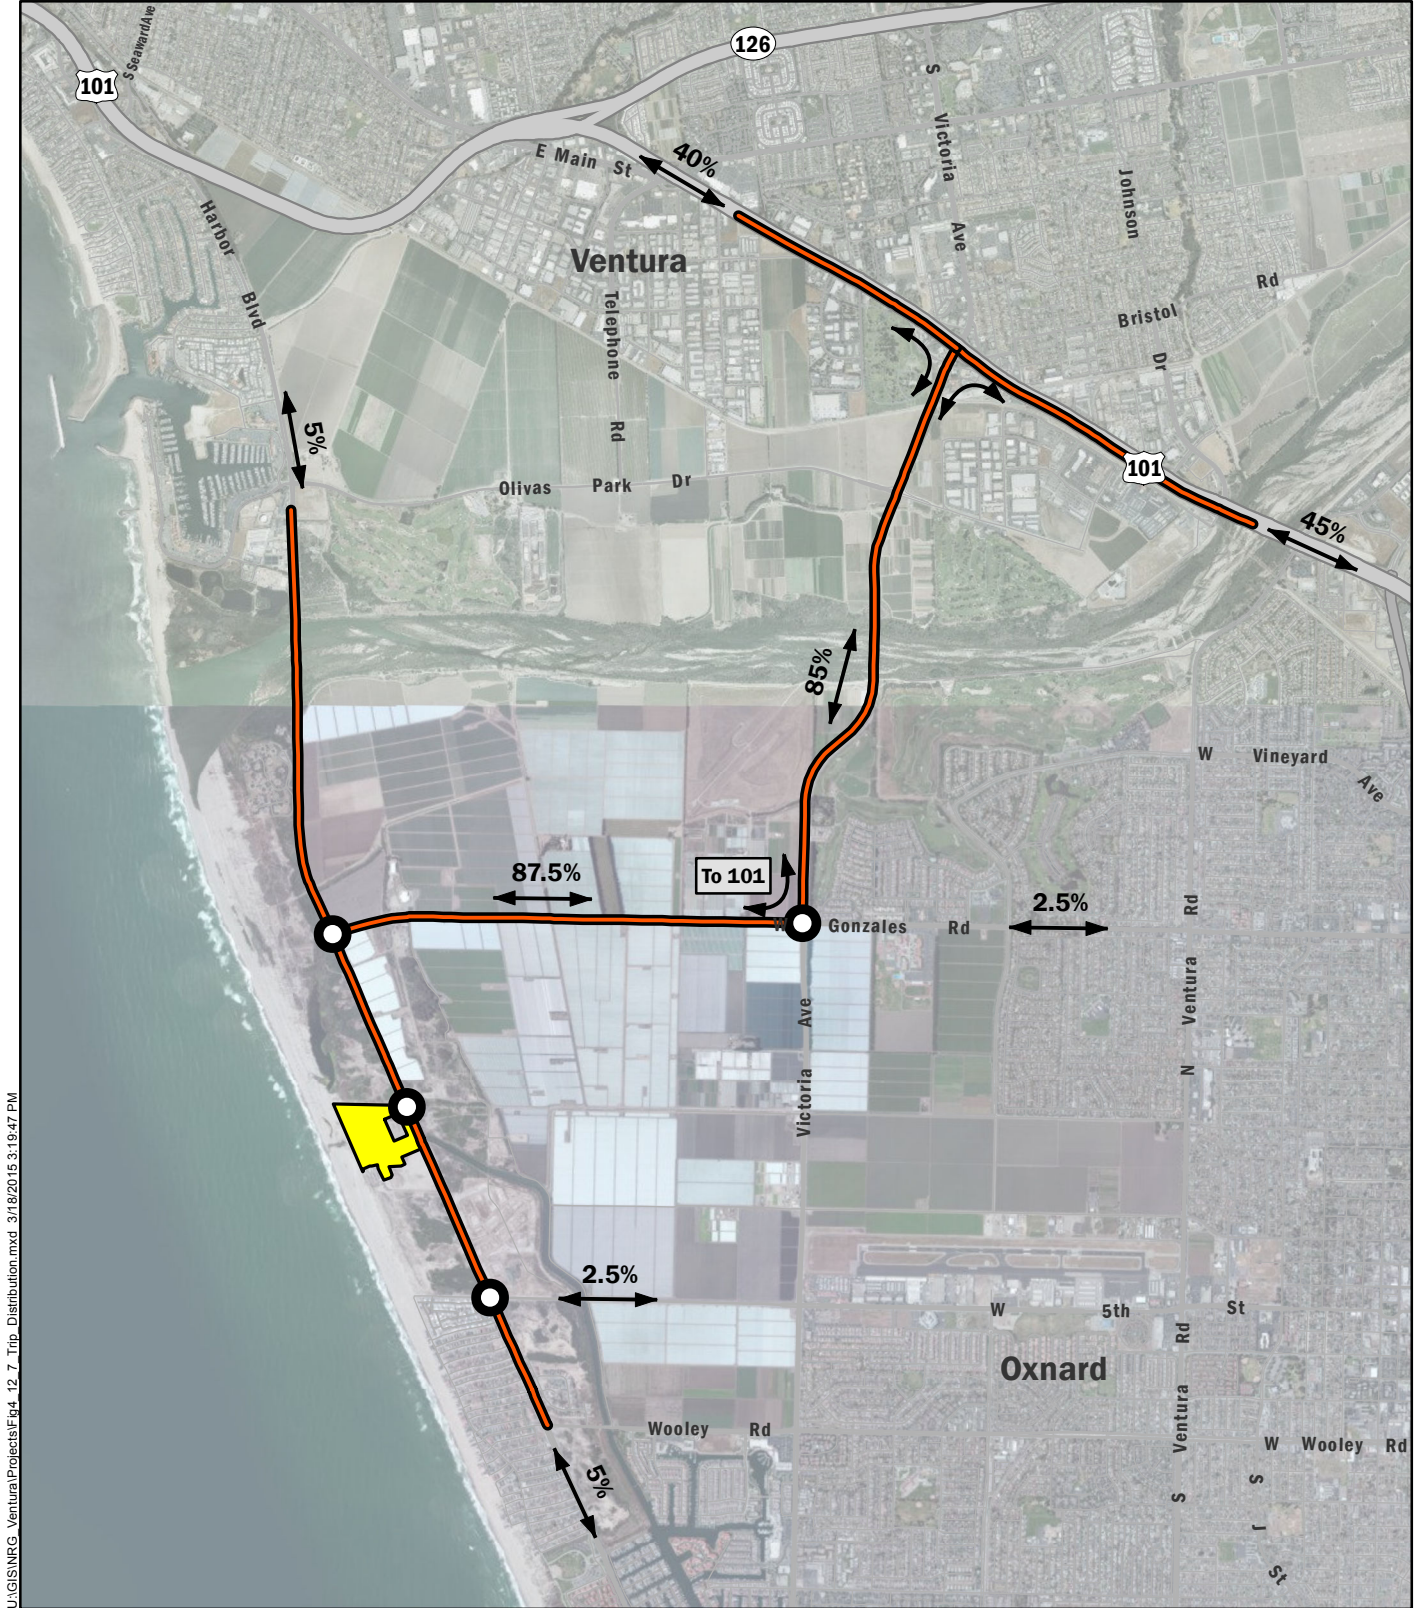 126
101
S Seaward Ave
S
Victoria
Ave
E Main St
40%
Johnson
Dr
Harbor
Blvd
Ventura
Telephone
Rd
Bristol
Rd
5%
101
Olivas Park Dr
45%
85%
W Vineyard
Ave
87.5%
To 101
2.5%
W Gonzales Rd
N Ventura Rd
Victoria Ave
2.5%
W 5th St
Oxnard
S Ventura Rd
Wooley Rd
W Wooley Rd
5%
S J St
U:\GIS\NRG_Ventura\Projects\Fig4_12_7_Trip_Distribution.mxd 3/18/2015 3:19:47 PM